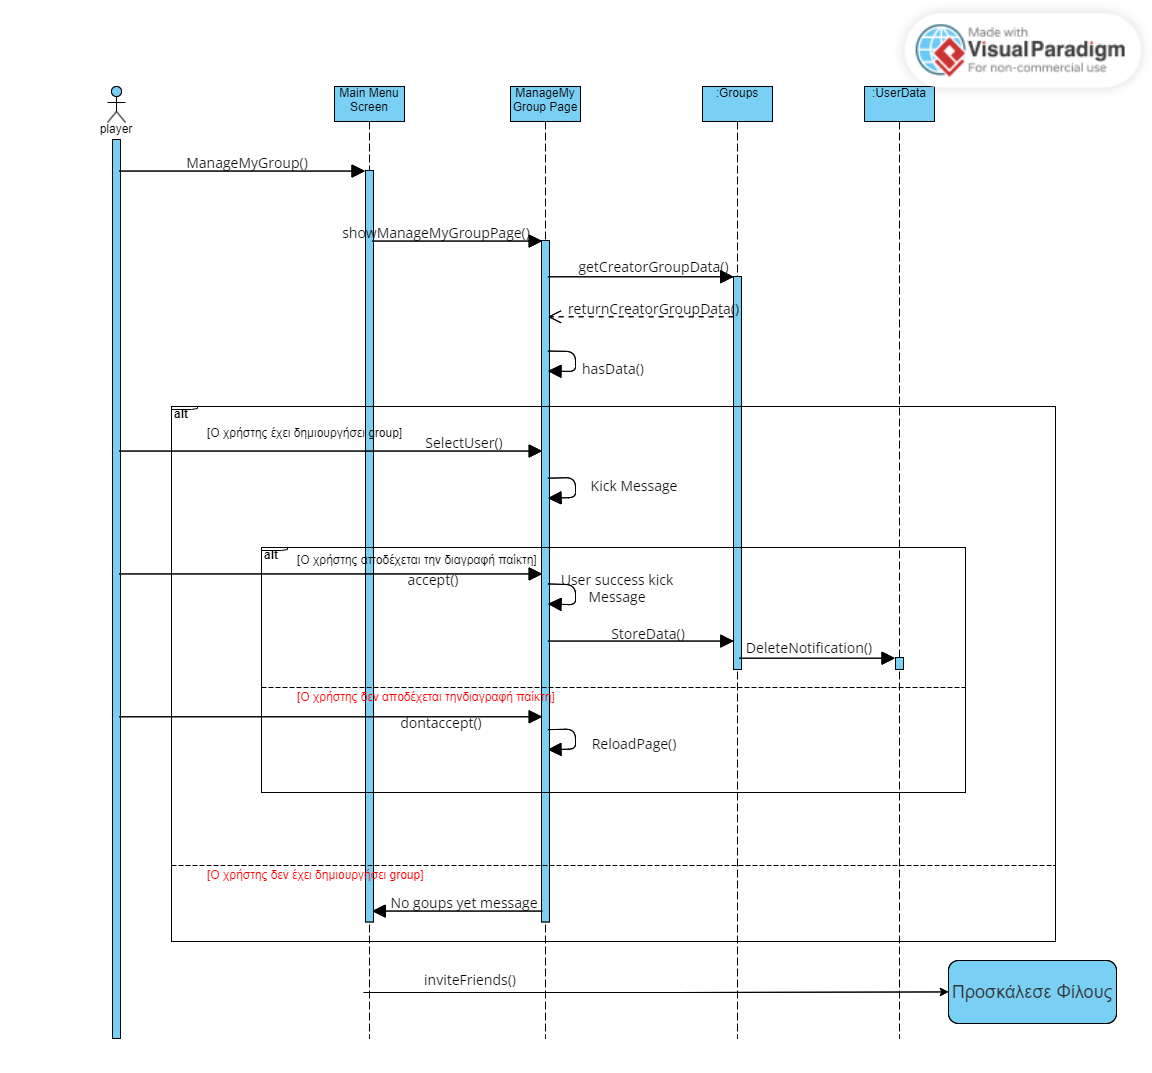 Made with
Visual Paradigm
For non-commercial use
player
Main Menu
Screen
ManageMy
Group Page
:Groups
:UserData
ManageMyGroup()
showManageMyGroupPage()
getCreatorGroupData()
returnCreatorGroupData()
hasData()
alt
[Ο χρήστης έχει δημιουργήσει group]
SelectUser()
Kick Message
alt
[Ο χρήστης αποδέχεται την διαγραφή παίκτη]
accept()
User success kick
Message
StoreData()
DeleteNotification()
[Ο χρήστης δεν αποδέχεται τηνδιαγραφή παίκτη]
dontaccept()
ReloadPage()
[Ο χρήστης δεν έχει δημιουργήσει group]
No goups yet message
inviteFriends()
Προσκάλεσε Φίλους